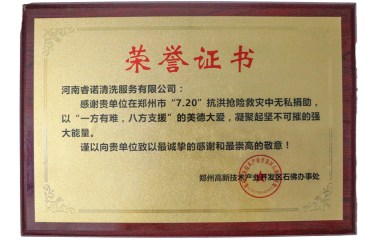 荣誉证书
河南睿诺清洗服务有限公司：
感谢贵单位在郑州市“7.20”抗洪抢险救灾中无私捐助，
以“一方有难，八方支援”的美德大爱，凝聚起坚不可摧的强
大能量。
谨以向贵单位致以最诚挚的感谢和最崇高的敬意！
郑州高新技术产业开发区石佛办事处